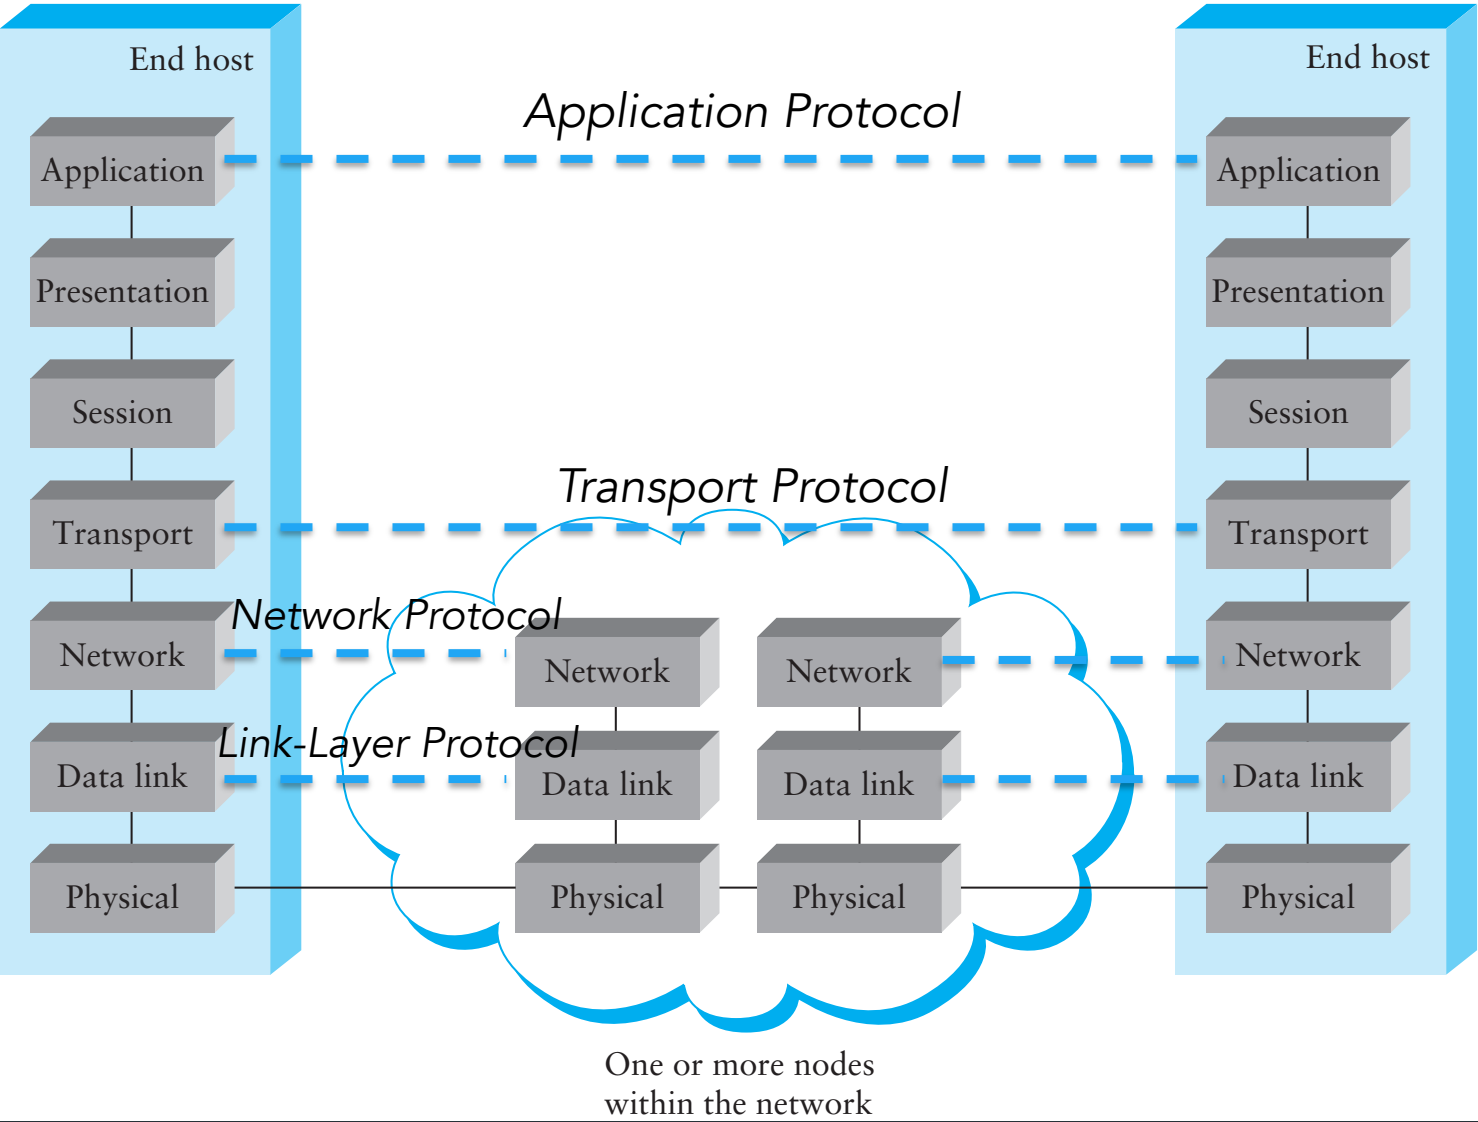 End host
End host
Application Protocol
Application
Application
Presentation
Presentation
Session
Session
Transport Protocol
Transport
Transport
Network Protocol
Network
Network
Network
Network
Link-Layer Protocol
Data link
Data link
Data link
Data link
Physical
Physical
Physical
Physical
One or more nodes
within the network